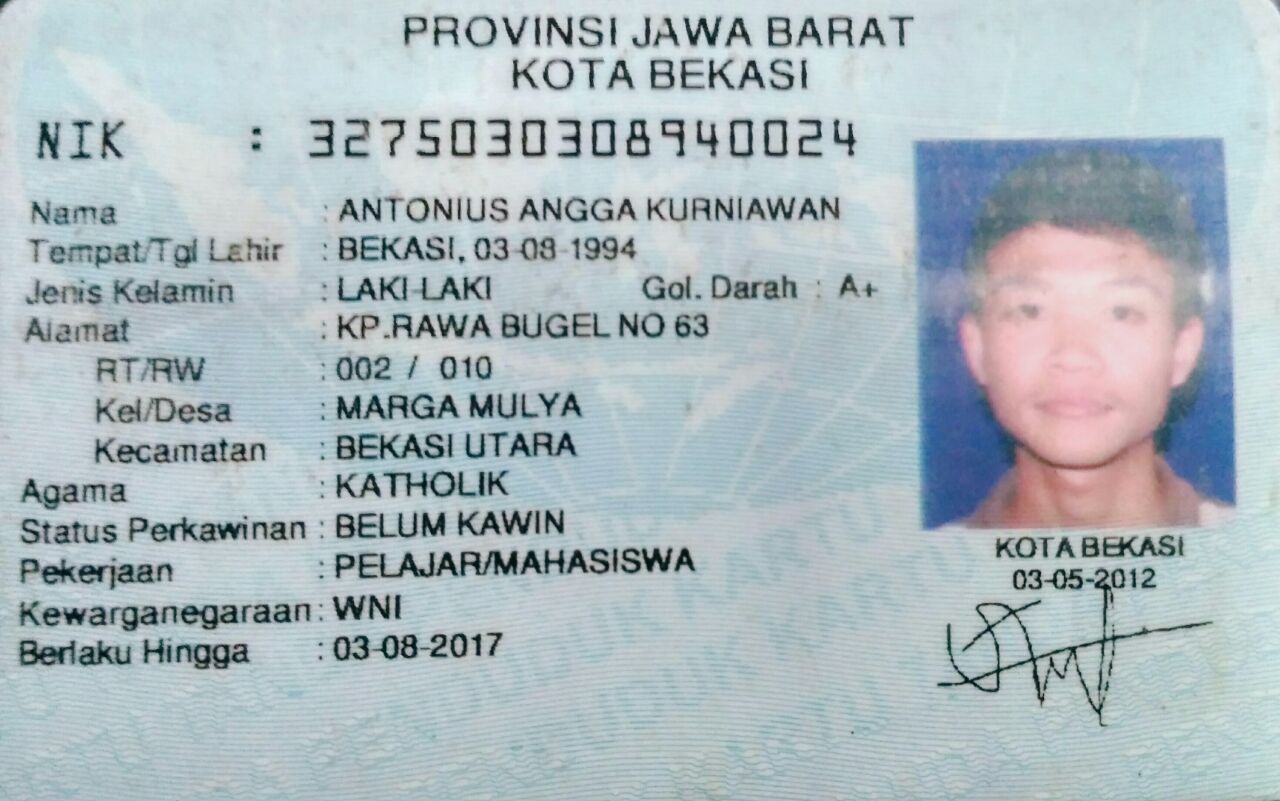 PROVINSI JAWA BARAT
KOTA BEKASI
NIK : 3275030308940024
Nama : ANTONIUS ANGGA KURNIAWAN
Tempat/Tgl Lahir : BEKASI, 03-08-1994
Jenis Kelamin : LAKI-LAKI Gol. Darah : A+
Alamat : KP.RAWA BUGEL NO 63
RT/RW : 002 / 010
Kel/Desa : MARGA MULYA
Kecamatan : BEKASI UTARA
Agama : KATHOLIK
Status Perkawinan : BELUM KAWIN
Pekerjaan : PELAJAR/MAHASISWA
Kewarganegaraan : WNI
Berlaku Hingga : 03-08-2017
KOTA BEKASI
03-05-2012